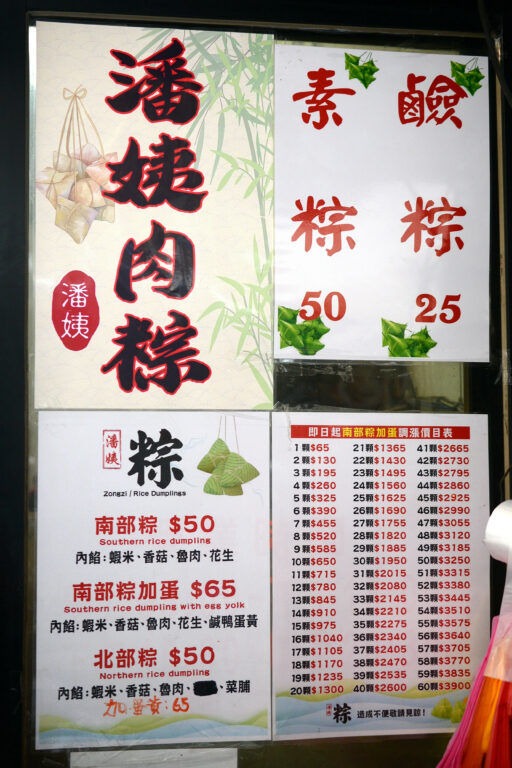 潘姨肉粽
潘姨
素粽
50
鹼粽
25
潘姨
粽
Zongzi / Rice Dumplings
南部粽 $50
Southern rice dumpling
內餡：蝦米、香菇、魯肉、花生
南部粽加蛋 $65
Southern rice dumpling with egg yolk
內餡：蝦米、香菇、魯肉、花生、鹹鴨蛋黃
北部粽 $50
Northern rice dumpling
內餡：蝦米、香菇、魯肉、、菜脯
加蛋黃：65
即日起南部粽加蛋調漲價目表
1顆$65 21顆$1365 41顆$2665
2顆$130 22顆$1430 42顆$2730
3顆$195 23顆$1495 43顆$2795
4顆$260 24顆$1560 44顆$2860
5顆$325 25顆$1625 45顆$2925
6顆$390 26顆$1690 46顆$2990
7顆$455 27顆$1755 47顆$3055
8顆$520 28顆$1820 48顆$3120
9顆$585 29顆$1885 49顆$3185
10顆$650 30顆$1950 50顆$3250
11顆$715 31顆$2015 51顆$3315
12顆$780 32顆$2080 52顆$3380
13顆$845 33顆$2145 53顆$3445
14顆$910 34顆$2210 54顆$3510
15顆$975 35顆$2275 55顆$3575
16顆$1040 36顆$2340 56顆$3640
17顆$1105 37顆$2405 57顆$3705
18顆$1170 38顆$2470 58顆$3770
19顆$1235 39顆$2535 59顆$3835
20顆$1300 40顆$2600 60顆$3900
潘姨 粽 造成不便敬請見諒！